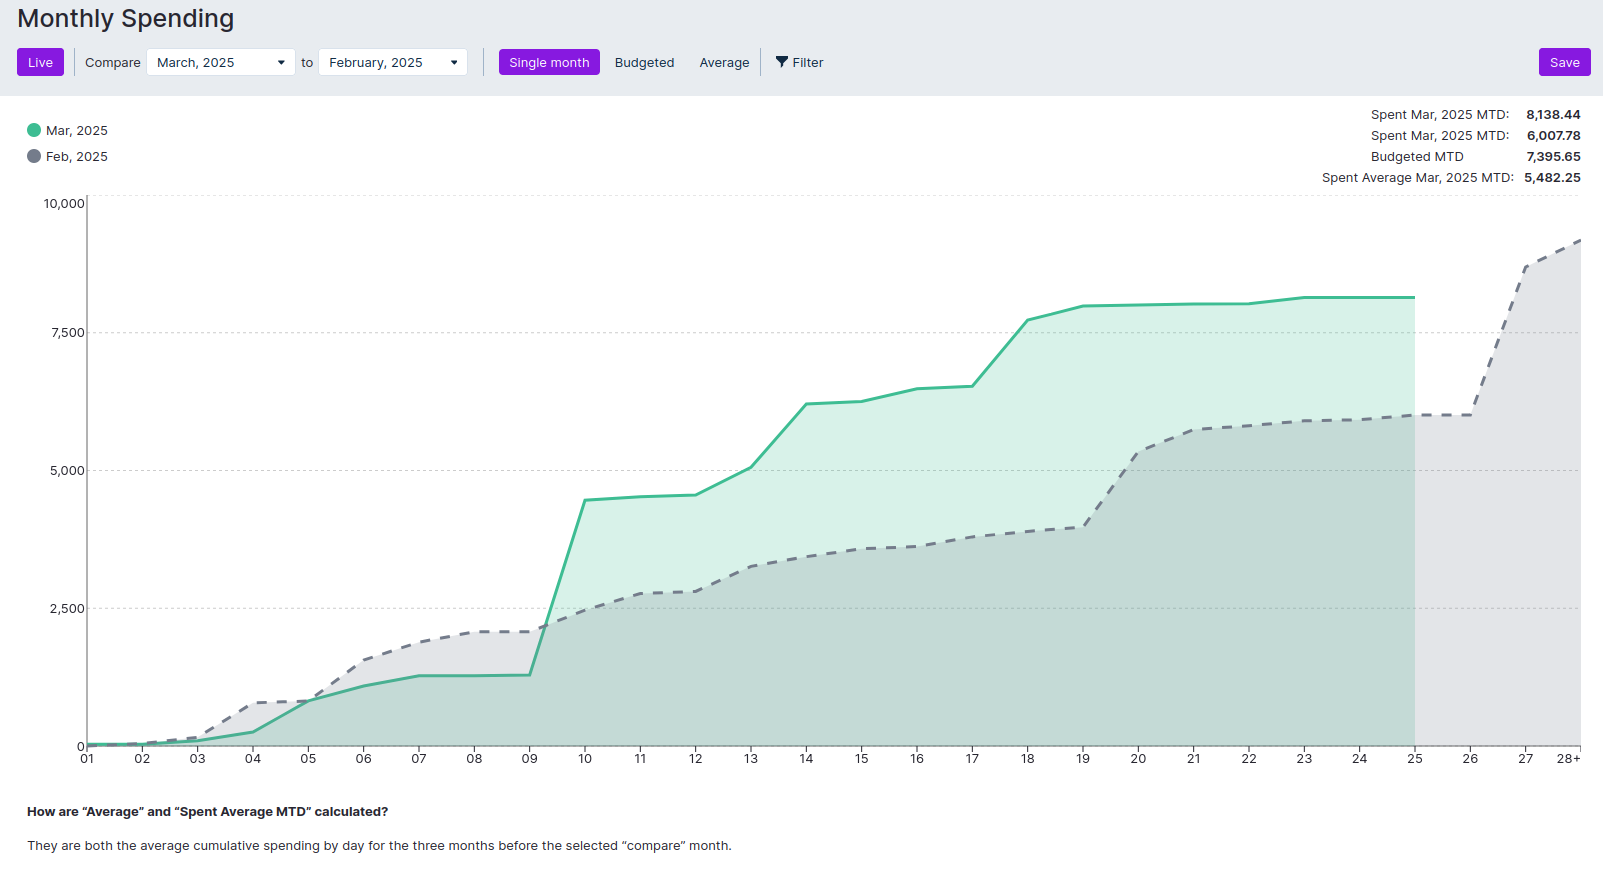 Monthly Spending
Live Compare March, 2025 to February, 2025 Single month Budgeted Average Filter Save
Mar, 2025
Feb, 2025
Spent Mar, 2025 MTD: 8,138.44
Spent Mar, 2025 MTD: 6,007.78
Budgeted MTD 7,395.65
Spent Average Mar, 2025 MTD: 5,482.25
10,000
7,500
5,000
2,500
0
01 02 03 04 05 06 07 08 09 10 11 12 13 14 15 16 17 18 19 20 21 22 23 24 25 26 27 28+
How are “Average” and “Spent Average MTD” calculated?
They are both the average cumulative spending by day for the three months before the selected “compare” month.